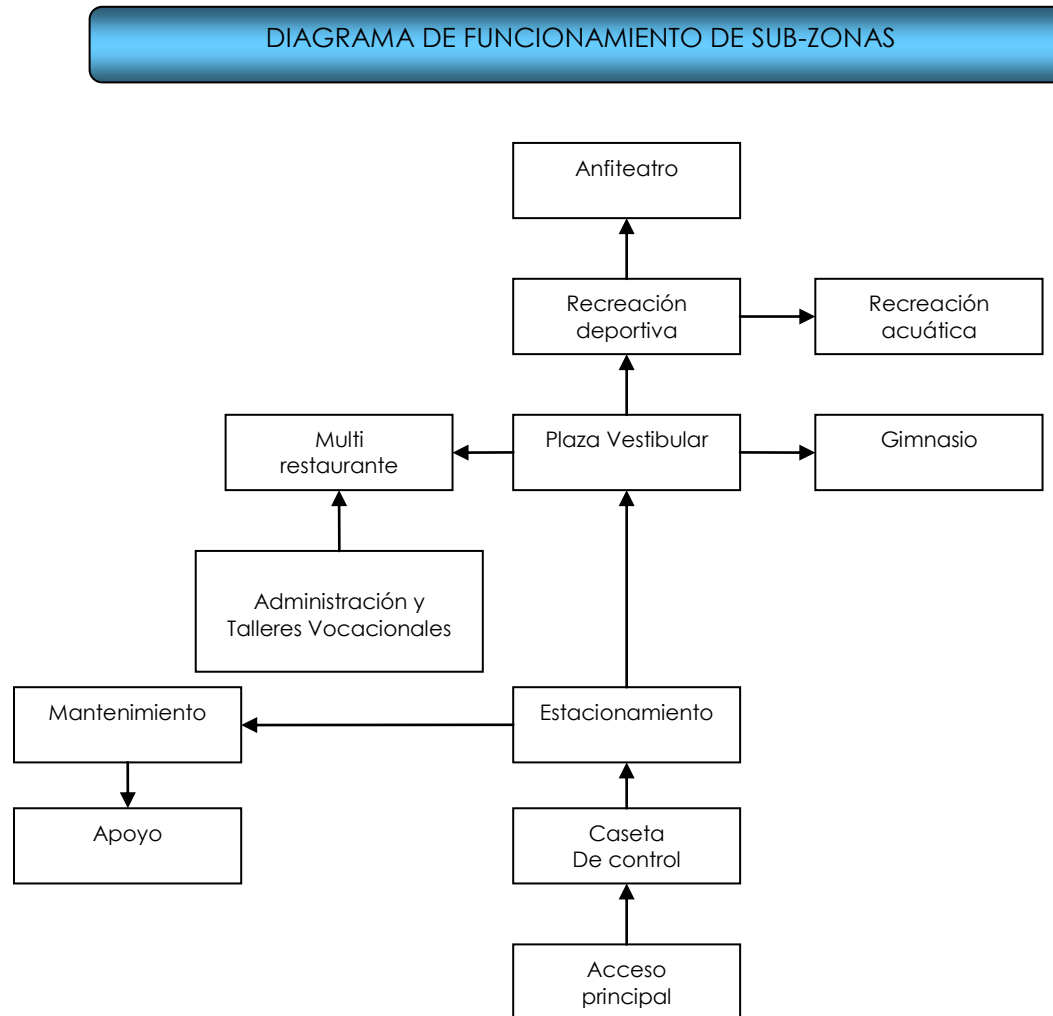 DIAGRAMA DE FUNCIONAMIENTO DE SUB-ZONAS
Anfiteatro
Recreación
deportiva
Recreación
acuática
Multi
restaurante
Plaza Vestibular
Gimnasio
Administración y
Talleres Vocacionales
Mantenimiento
Estacionamiento
Apoyo
Caseta
De control
Acceso
principal